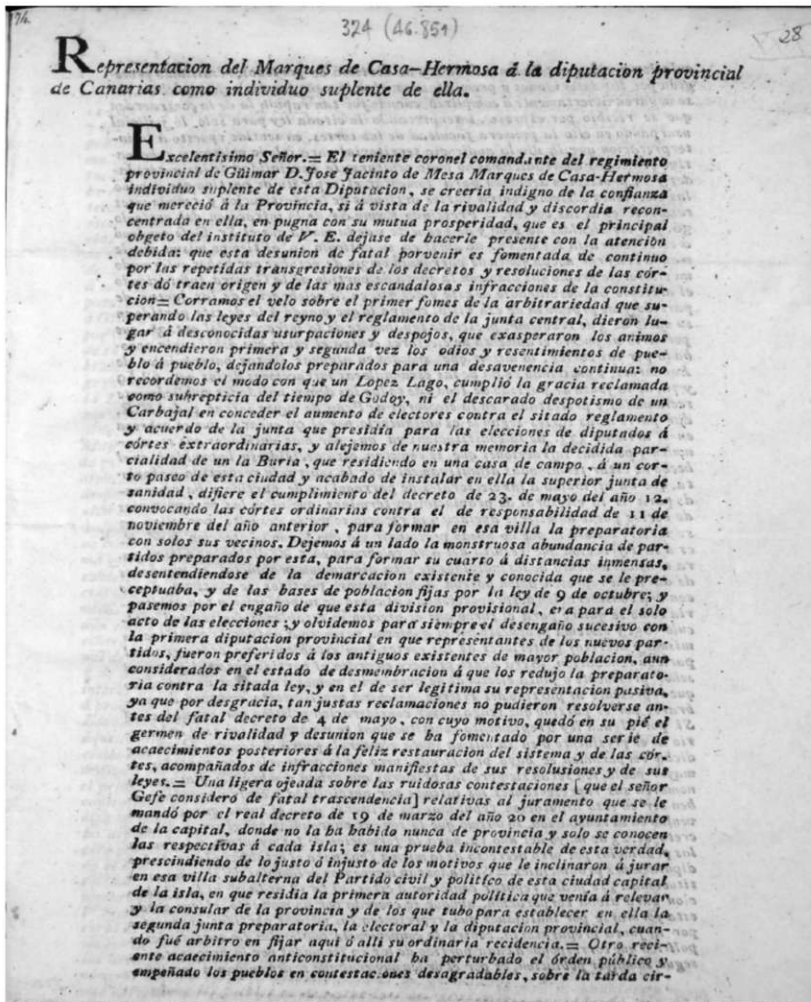 324 (46.851)
28
Representacion del Marques de Casa-Hermosa á la diputacion provincial
de Canarias como individuo suplente de ella.
Excelentisimo Señor.= El teniente coronel comandante del regimiento
provincial de Güimar D. Jose Jacinto de Mesa Marques de Casa-Hermosa
individuo suplente de esta Diputacion, se creeria indigno de la confianza
que mereció á la Provincia, si á vista de la rivalidad y discordia recon-
centrada en ella, en pugna con su mutua prosperidad, que es el principal
obgeto del instituto de V. E. dejase de hacerle presente con la atencion
debida: que esta desunion de fatal porvenir es fomentada de continuo
por las repetidas transgresiones de los decretos y resoluciones de las cór-
tes dó traen origen y de las mas escandalosas infracciones de la constitu-
cion= Corramos el velo sobre el primer fomes de la arbitrariedad que su-
perando las leyes del reyno y el reglamento de la junta central, dieron lu-
gar á desconocidas usurpaciones y despojos, que exasperaron los animos
y encendieron primera y segunda vez los odios y resentimientos de pue-
blo á pueblo, dejandolos preparados para una desavenencia continua: no
recordemos el modo con que un Lopez Lago, cumplió la gracia reclamada
como subrepticia del tiempo de Godoy, ni el descarado despotismo de un
Carbajal en conceder el aumento de electores contra el sitado reglamento
y acuerdo de la junta que presidia para las elecciones de diputados á
córtes extraordinarias, y alejemos de nuestra memoria la decidida par-
cialidad de un la Buria, que residiendo en una casa de campo, á un cor-
to paseo de esta ciudad y acabado de instalar en ella la superior junta de
sanidad, difiere el cumplimiento del decreto de 23. de mayo del año 12.
convocando las córtes ordinarias contra el de responsabilidad de 11 de
noviembre del año anterior, para formar en esa villa la preparatoria
con solos sus vecinos. Dejemos á un lado la monstruosa abundancia de par-
tidos preparados por esta, para formar su cuarto á distancias inmensas,
desentendiendose de la demarcacion existente y conocida que se le pre-
ceptuaba, y de las bases de poblacion fijas por la ley de 9 de octubre; y
pasemos por el engaño de que esta division provisional, era para el solo
acto de las elecciones; y olvidemos para siempre el desengaño sucesivo con
la primera diputacion provincial en que representantes de los nuevos par-
tidos, fueron preferidos á los antiguos existentes de mayor poblacion, aun
considerados en el estado de desmembracion á que los redujo la preparato-
ria contra la sitada ley, y en el de ser legitima su representacion pasiva,
ya que por desgracia, tan justas reclamaciones no pudieron resolverse an-
tes del fatal decreto de 4 de mayo, con cuyo motivo, quedó en su pié el
germen de rivalidad y desunion que se ha fomentado por una serie de
acaecimientos posteriores á la feliz restauracion del sistema y de las cór-
tes, acompañados de infracciones manifiestas de sus resoluciones y de sus
leyes.= Una ligera ojeada sobre las ruidosas contestaciones [que el señor
Gefe consideró de fatal trascendencia] relativas al juramento que se le
mandó por el real decreto de 19 de marzo del año 20 en el ayuntamiento
de la capital, donde no la ha habido nunca de provincia y solo se conocen
las respectivas á cada isla; es una prueba incontestable de esta verdad,
prescindiendo de lo justo ó injusto de los motivos que le inclinaron á jurar
en esa villa subalterna del Partido civil y politico de esta ciudad capital
de la isla, en que residia la primera autoridad política que venía á relevar
y la consular de la provincia y de los que tubo para establecer en ella la
segunda junta preparatoria, la electoral y la diputacion provincial, cuan-
do fué arbitro en fijar aqui ó alli su ordinaria recidencia.= Otro reci-
ente acaecimiento anticonstitucional ha perturbado el órden público y
empeñado los pueblos en contestaciones desagradables, sobre la tarda cir-